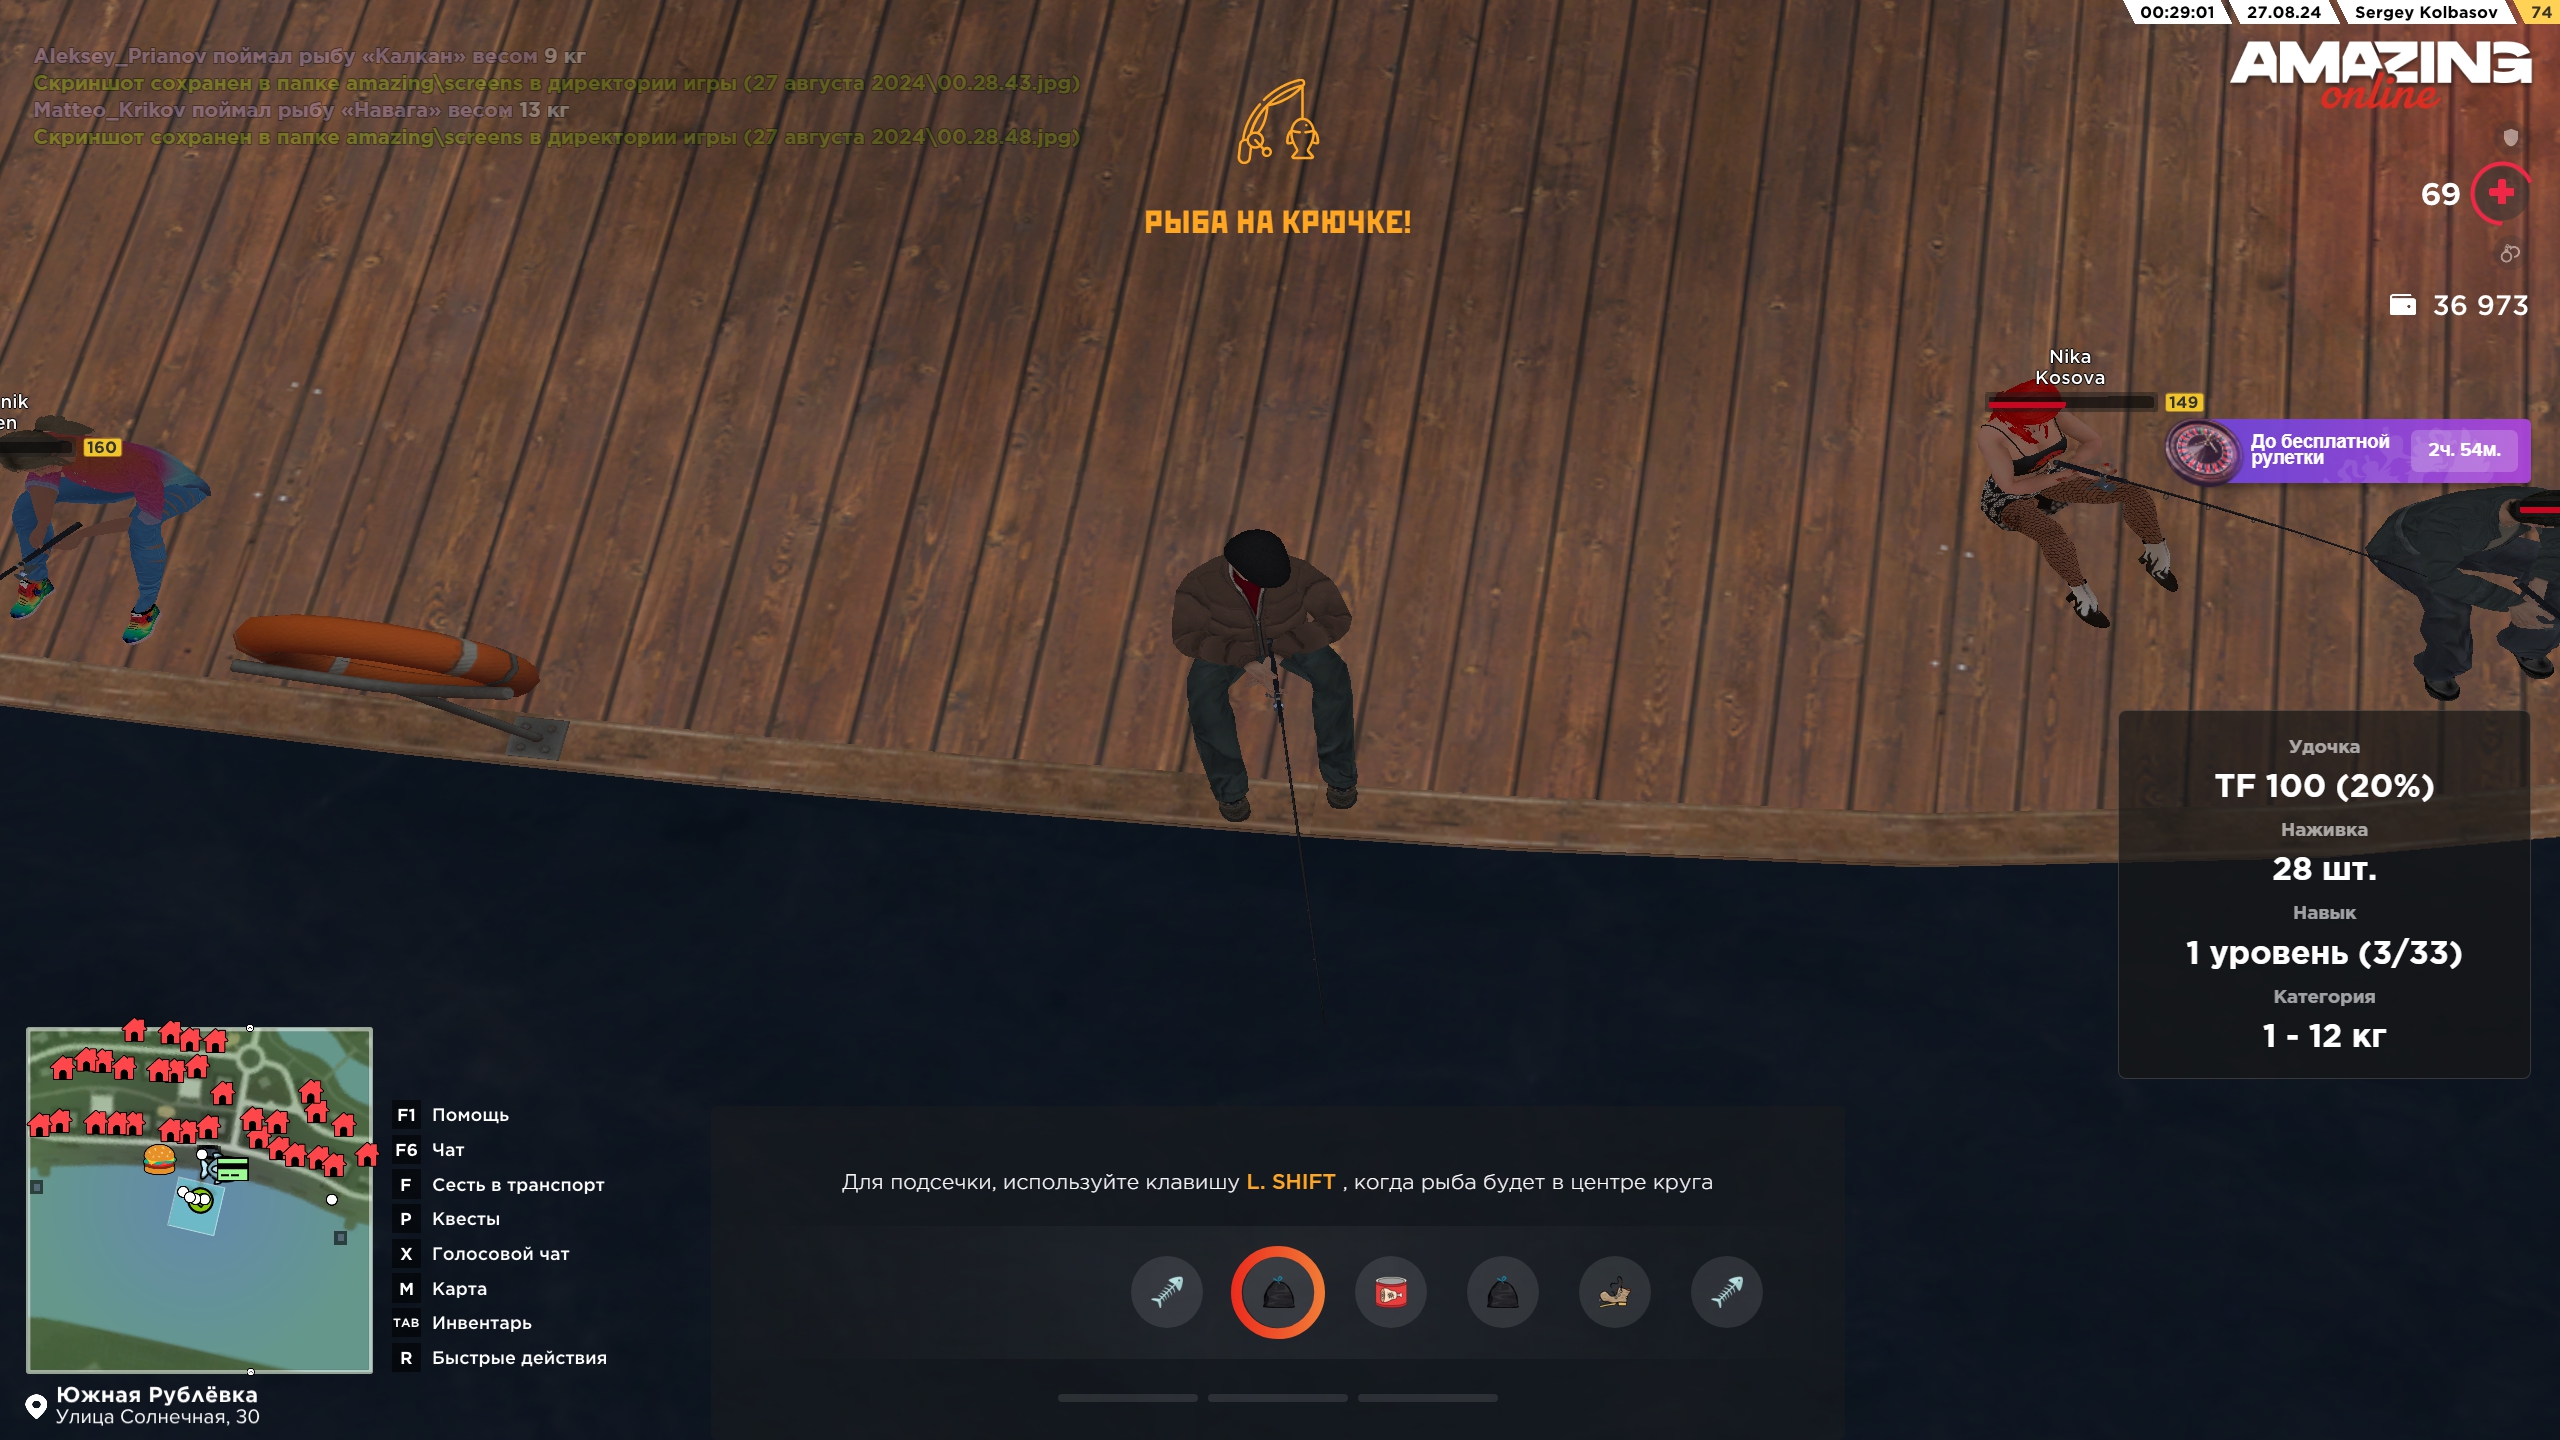 00:29:01 27.08.24 Sergey Kolbasov 74
AMAZING
online
Aleksey_Prianov поймал рыбу «Калкан» весом 9 кг
Скриншот сохранен в папке amazing\screens в директории игры (27 августа 2024\00.28.43.jpg)
Matteo_Krikov поймал рыбу «Навага» весом 13 кг
Скриншот сохранен в папке amazing\screens в директории игры (27 августа 2024\00.28.48.jpg)
РЫБА НА КРЮЧКЕ!
69
36 973
nik
en
160
Nika
Kosova
149
До бесплатной
рулетки
2ч. 54м.
Удочка
TF 100 (20%)
Наживка
28 шт.
Навык
1 уровень (3/33)
Категория
1 - 12 кг
F1 Помощь
F6 Чат
F Сесть в транспорт
P Квесты
X Голосовой чат
M Карта
TAB Инвентарь
R Быстрые действия
Южная Рублёвка
Улица Солнечная, 30
Для подсечки, используйте клавишу L. SHIFT , когда рыба будет в центре круга